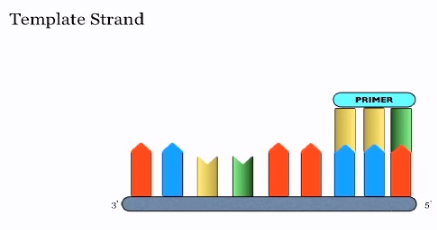 Template Strand
PRIMER
3' 5'